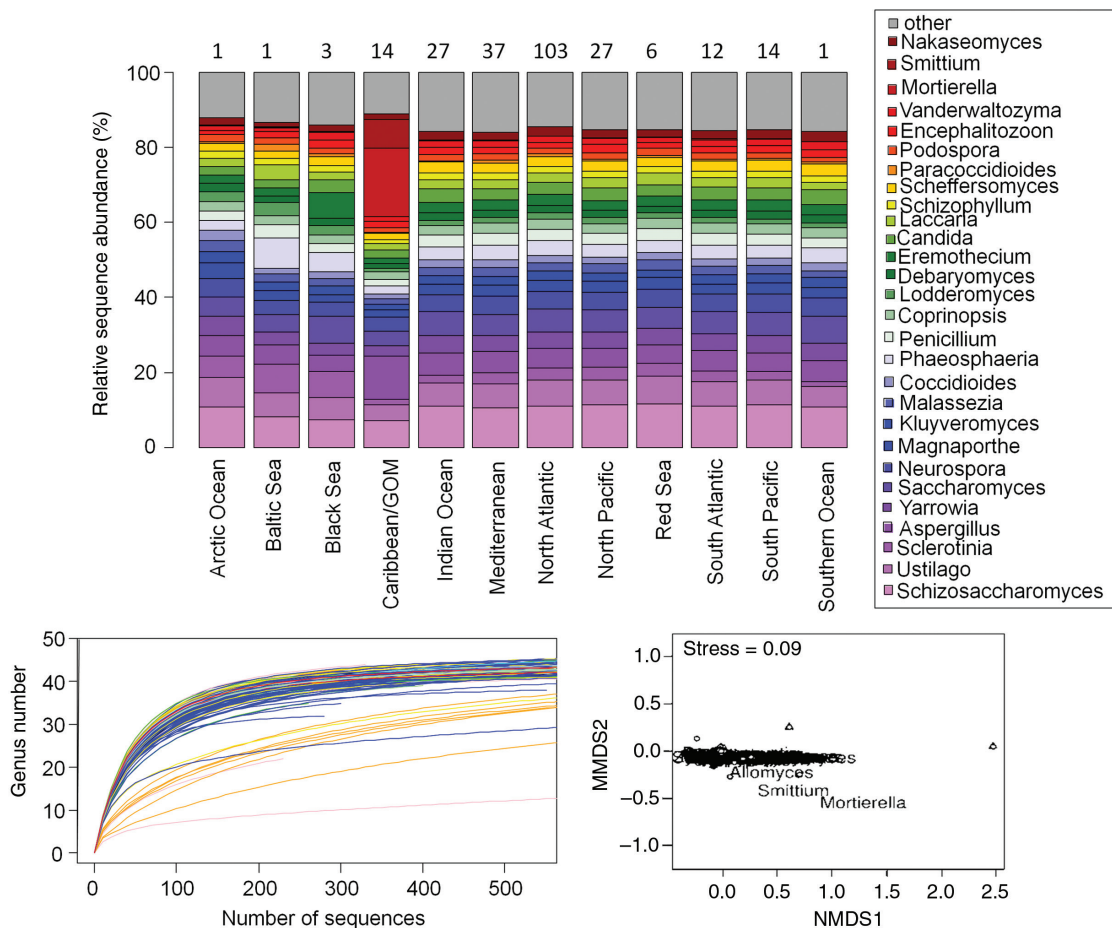 1 1 3 14 27 37 103 27 6 12 14 1
Relative sequence abundance (%)
100
80
60
40
20
0
Arctic Ocean
Baltic Sea
Black Sea
Caribbean/GOM
Indian Ocean
Mediterranean
North Atlantic
North Pacific
Red Sea
South Atlantic
South Pacific
Southern Ocean
other
Nakaseomyces
Smittium
Mortierella
Vanderwaltozyma
Encephalitozoon
Podospora
Paracoccidioides
Scheffersomyces
Schizophyllum
Laccaria
Candida
Eremothecium
Debaryomyces
Lodderomyces
Coprinopsis
Penicillium
Phaeosphaeria
Coccidioides
Malassezia
Kluyveromyces
Magnaporthe
Neurospora
Saccharomyces
Yarrowia
Aspergillus
Sclerotinia
Ustilago
Schizosaccharomyces
Genus number
50
40
30
20
10
0
0 100 200 300 400 500
Number of sequences
Stress = 0.09
MMDS2
1.0
0.5
0.0
−0.5
−1.0
Allomyces
Smittium
Mortierella
0.0 0.5 1.0 1.5 2.0 2.5
NMDS1